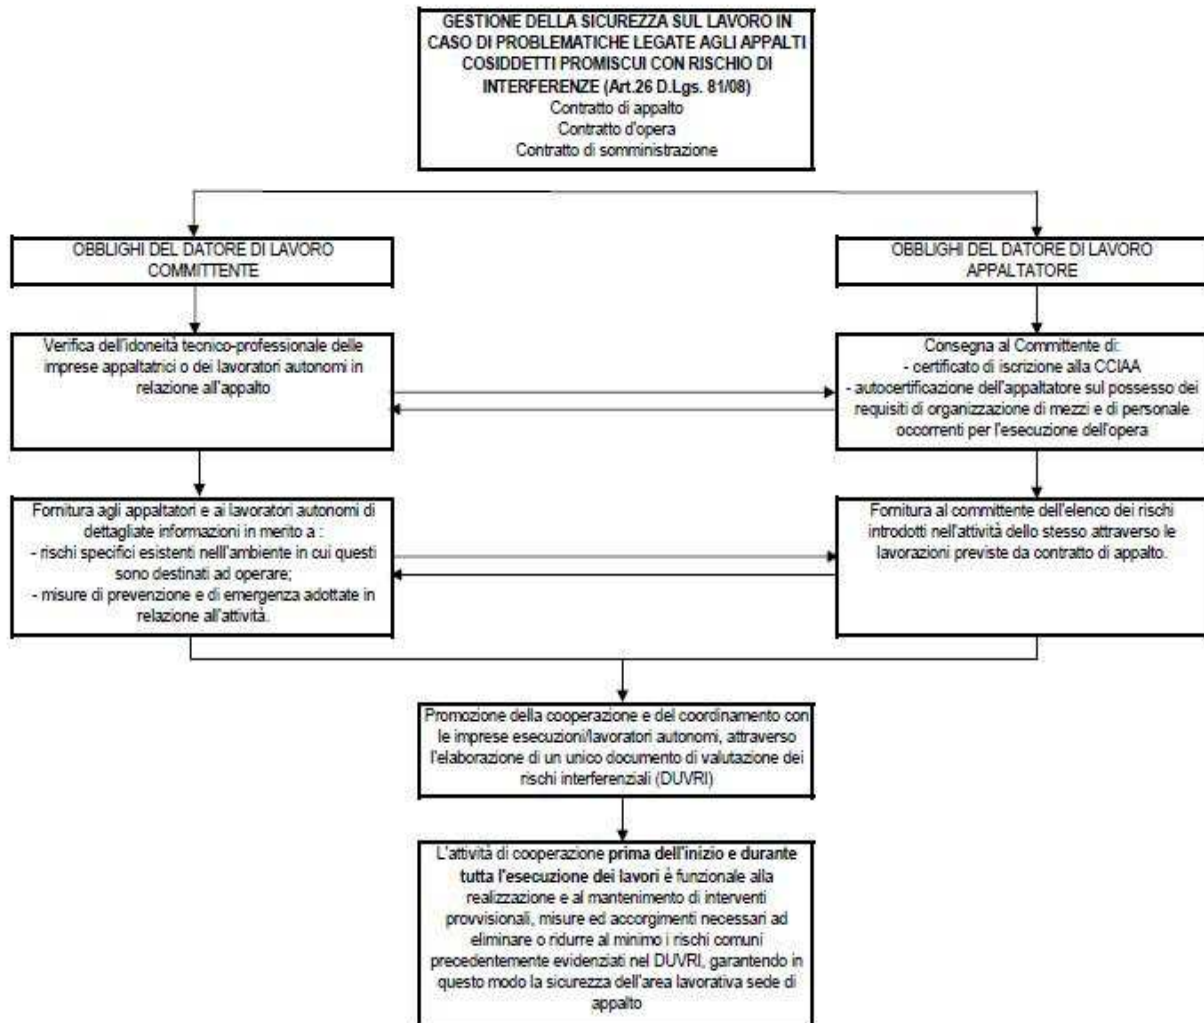 GESTIONE DELLA SICUREZZA SUL LAVORO IN
CASO DI PROBLEMATICHE LEGATE AGLI APPALTI
COSIDDETTI PROMISCUI CON RISCHIO DI
INTERFERENZE (Art.26 D.Lgs. 81/08)
Contratto di appalto
Contratto d'opera
Contratto di somministrazione
OBBLIGHI DEL DATORE DI LAVORO
COMMITTENTE
OBBLIGHI DEL DATORE DI LAVORO
APPALTATORE
Verifica dell'idoneità tecnico-professionale delle
imprese appaltatrici o dei lavoratori autonomi in
relazione all'appalto
Consegna al Committente di:
- certificato di iscrizione alla CCIAA
- autocertificazione dell'appaltatore sul possesso dei
requisiti di organizzazione di mezzi e di personale
occorrenti per l'esecuzione dell'opera
Fornitura agli appaltatori e ai lavoratori autonomi di
dettagliate informazioni in merito a :
- rischi specifici esistenti nell'ambiente in cui questi
sono destinati ad operare;
- misure di prevenzione e di emergenza adottate in
relazione all'attività.
Fornitura al committente dell'elenco dei rischi
introdotti nell'attività dello stesso attraverso le
lavorazioni previste da contratto di appalto.
Promozione della cooperazione e del coordinamento con
le imprese esecuzioni/lavoratori autonomi, attraverso
l'elaborazione di un unico documento di valutazione dei
rischi interferenziali (DUVRI)
L'attività di cooperazione prima dell'inizio e durante
tutta l'esecuzione dei lavori è funzionale alla
realizzazione e al mantenimento di interventi
provvisionali, misure ed accorgimenti necessari ad
eliminare o ridurre al minimo i rischi comuni
precedentemente evidenziati nel DUVRI, garantendo in
questo modo la sicurezza dell'area lavorativa sede di
appalto